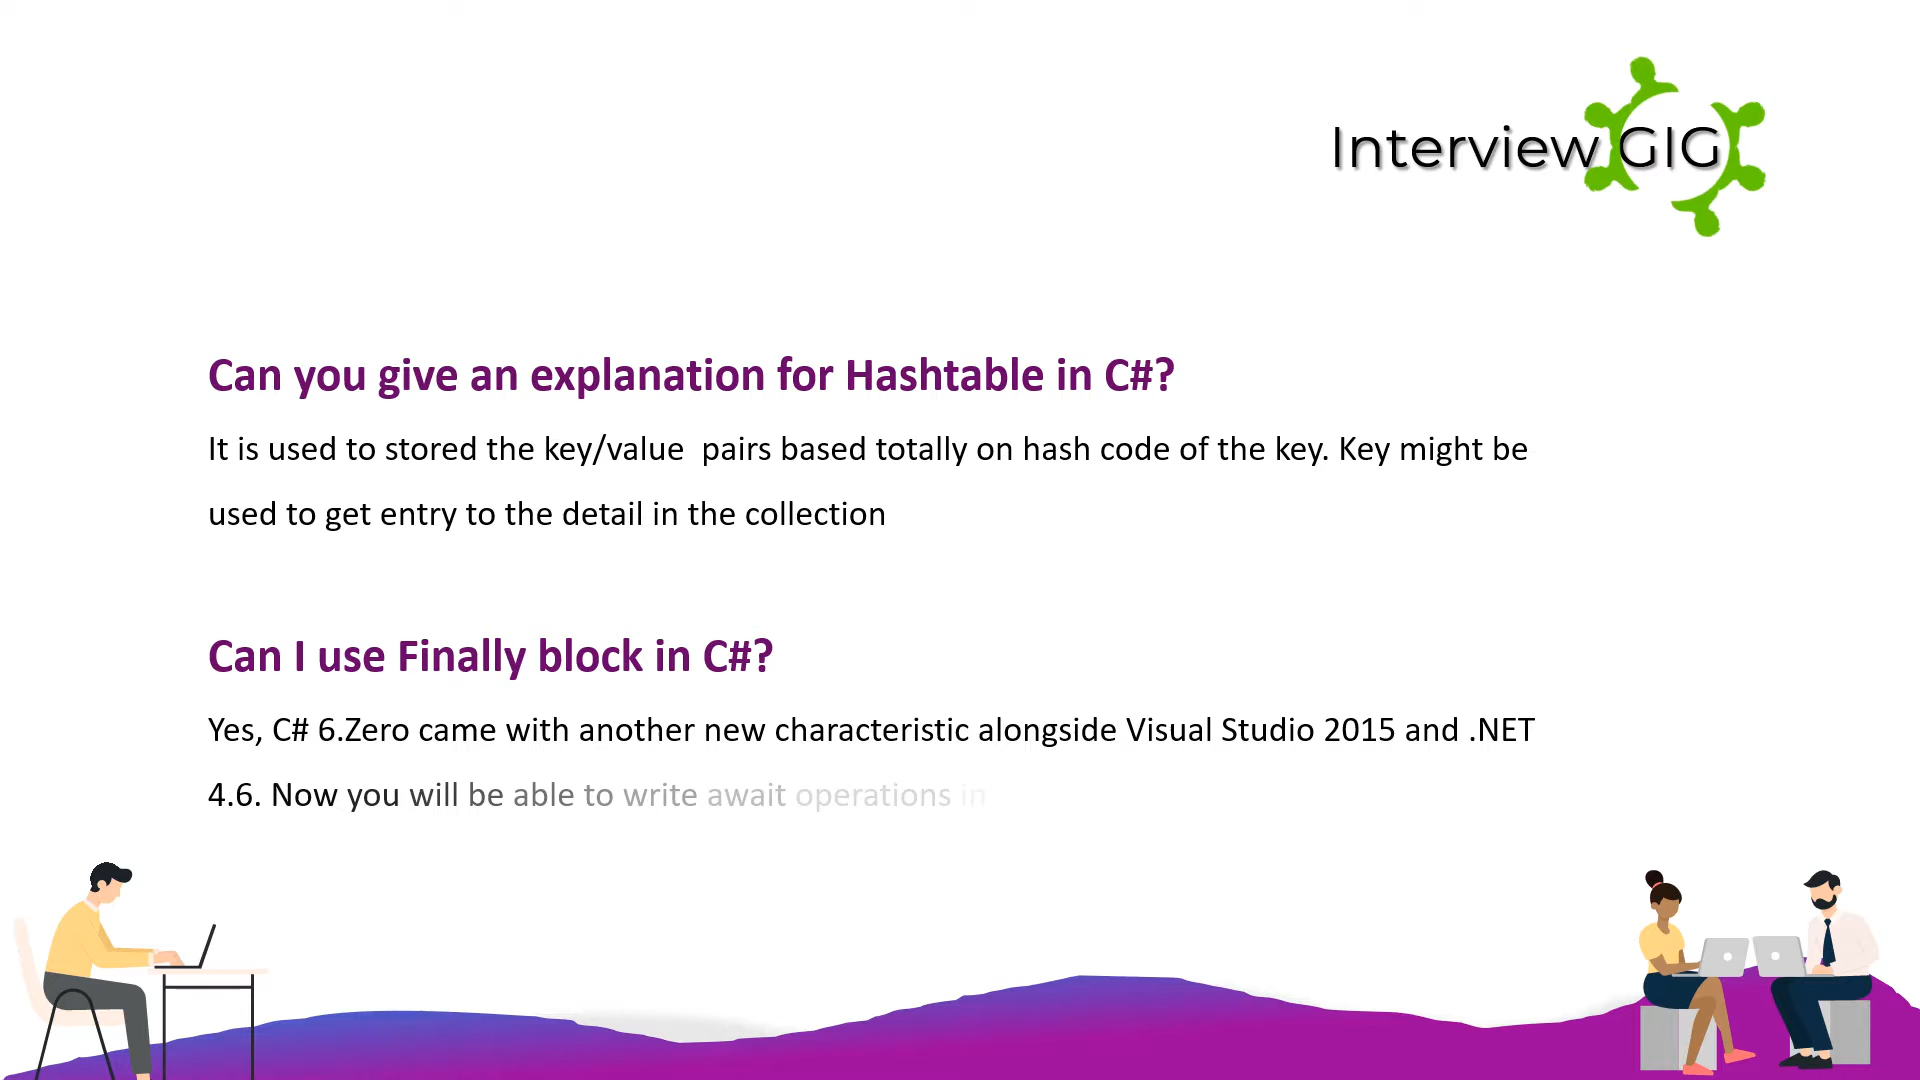 Interview GIG
Can you give an explanation for Hashtable in C#?
It is used to stored the key/value  pairs based totally on hash code of the key. Key might be
used to get entry to the detail in the collection
Can I use Finally block in C#?
Yes, C# 6.Zero came with another new characteristic alongside Visual Studio 2015 and .NET
4.6. Now you will be able to write await operations in